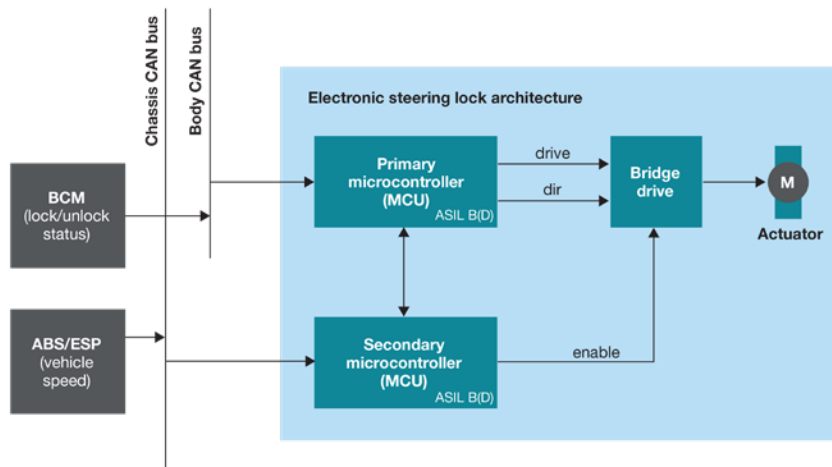 Chassis CAN bus
Body CAN bus
Electronic steering lock architecture
BCM
(lock/unlock
status)
Primary
microcontroller
(MCU)
ASIL B(D)
drive
dir
Bridge
drive
M
Actuator
ABS/ESP
(vehicle
speed)
Secondary
microcontroller
(MCU)
ASIL B(D)
enable